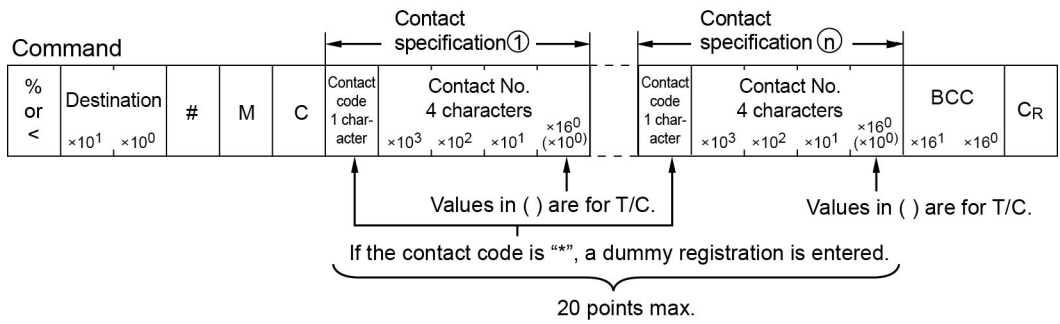 Contact
specification①
Contact
specification ⓝ
Command
%
or
<
Destination
×10¹ ×10⁰
#
M
C
Contact
code
1 char-
acter
Contact No.
4 characters
×10³ ×10² ×10¹ ×16⁰
(×10⁰)
Contact
code
1 char-
acter
Contact No.
4 characters
×10³ ×10² ×10¹ ×16⁰
(×10⁰)
BCC
×16¹ ×16⁰
CR
Values in ( ) are for T/C.
Values in ( ) are for T/C.
If the contact code is “*”, a dummy registration is entered.
20 points max.